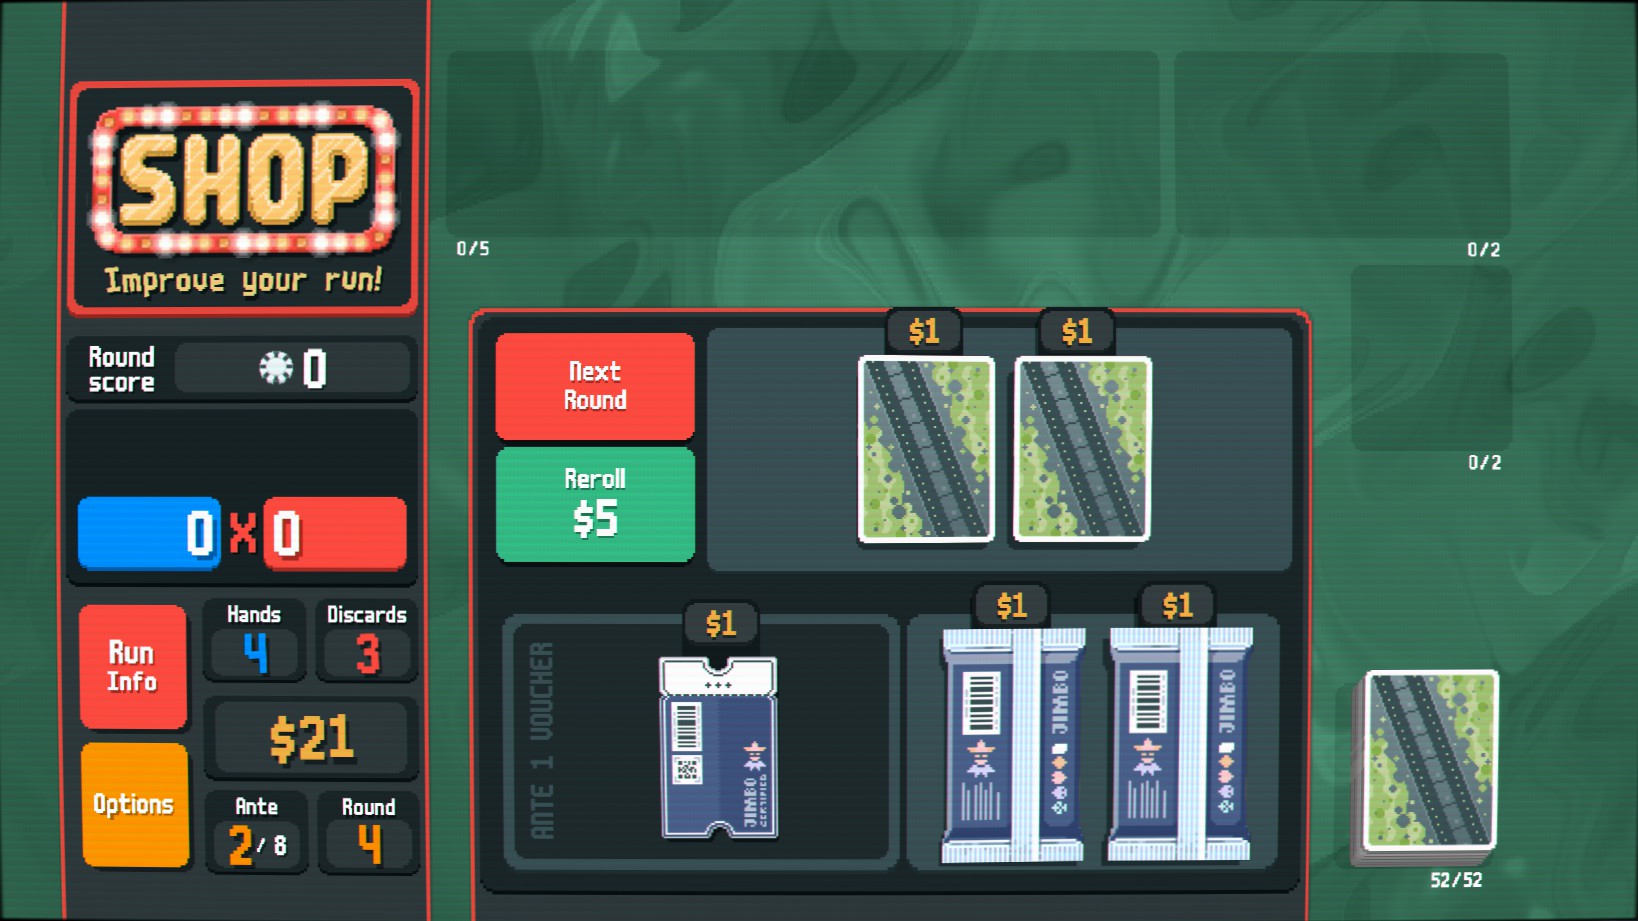 SHOP
Improve your run!
Round
score
0
0 X 0
Run
Info
Hands
4
Discards
3
$21
Options
Ante
2 / 8
Round
4
0/5
0/2
0/2
Next
Round
Reroll
$5
$1
$1
ANTE 1 VOUCHER
$1
JIMBO
CERTIFIED
$1
JIMBO
$1
JIMBO
52/52